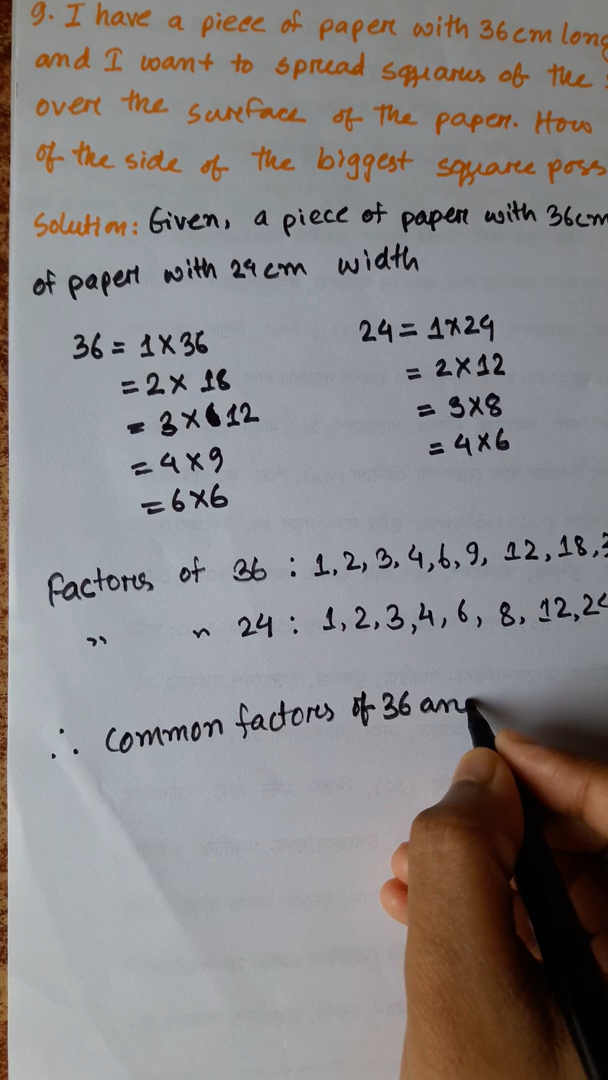 9. I have a piece of paper with 36cm long
and I want to spread squares of the
over the surface of the paper. How
of the side of the biggest square
Solution: Given, a piece of paper with 36cm
of paper with 24cm width
36 = 1×36
= 2×18
= 3×12
= 4×9
= 6×6
24 = 1×24
= 2×12
= 3×8
= 4×6
Factors of 36 : 1, 2, 3, 4, 6, 9, 12, 18,
„ „ 24 : 1, 2, 3, 4, 6, 8, 12, 24
∴ Common factors of 36 an